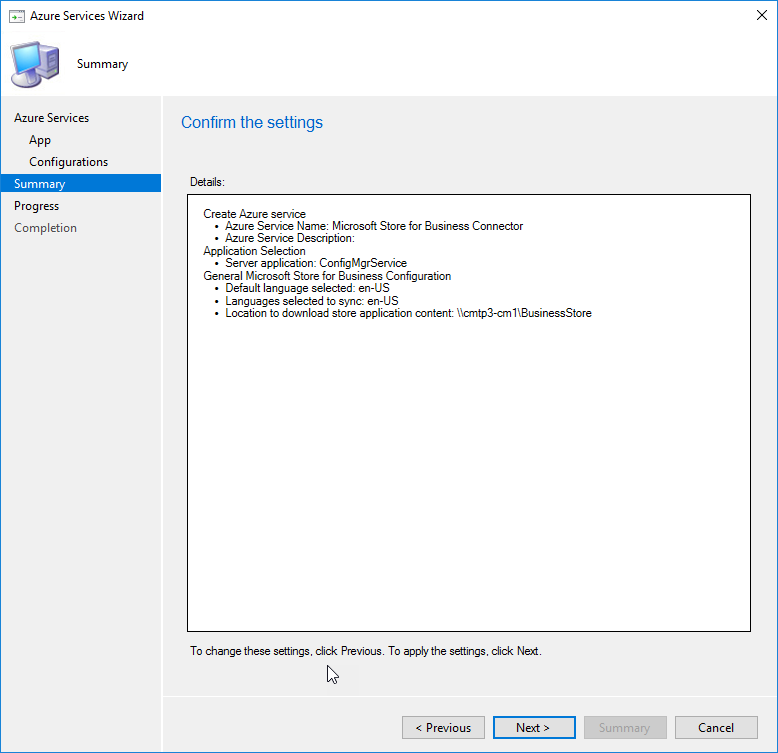 Azure Services Wizard
Summary
Azure Services
App
Configurations
Summary
Progress
Completion
Confirm the settings
Details:
Create Azure service
• Azure Service Name: Microsoft Store for Business Connector
• Azure Service Description:
Application Selection
• Server application: ConfigMgrService
General Microsoft Store for Business Configuration
• Default language selected: en-US
• Languages selected to sync: en-US
• Location to download store application content: \\cmtp3-cm1\BusinessStore
To change these settings, click Previous. To apply the settings, click Next.
< Previous
Next >
Summary
Cancel